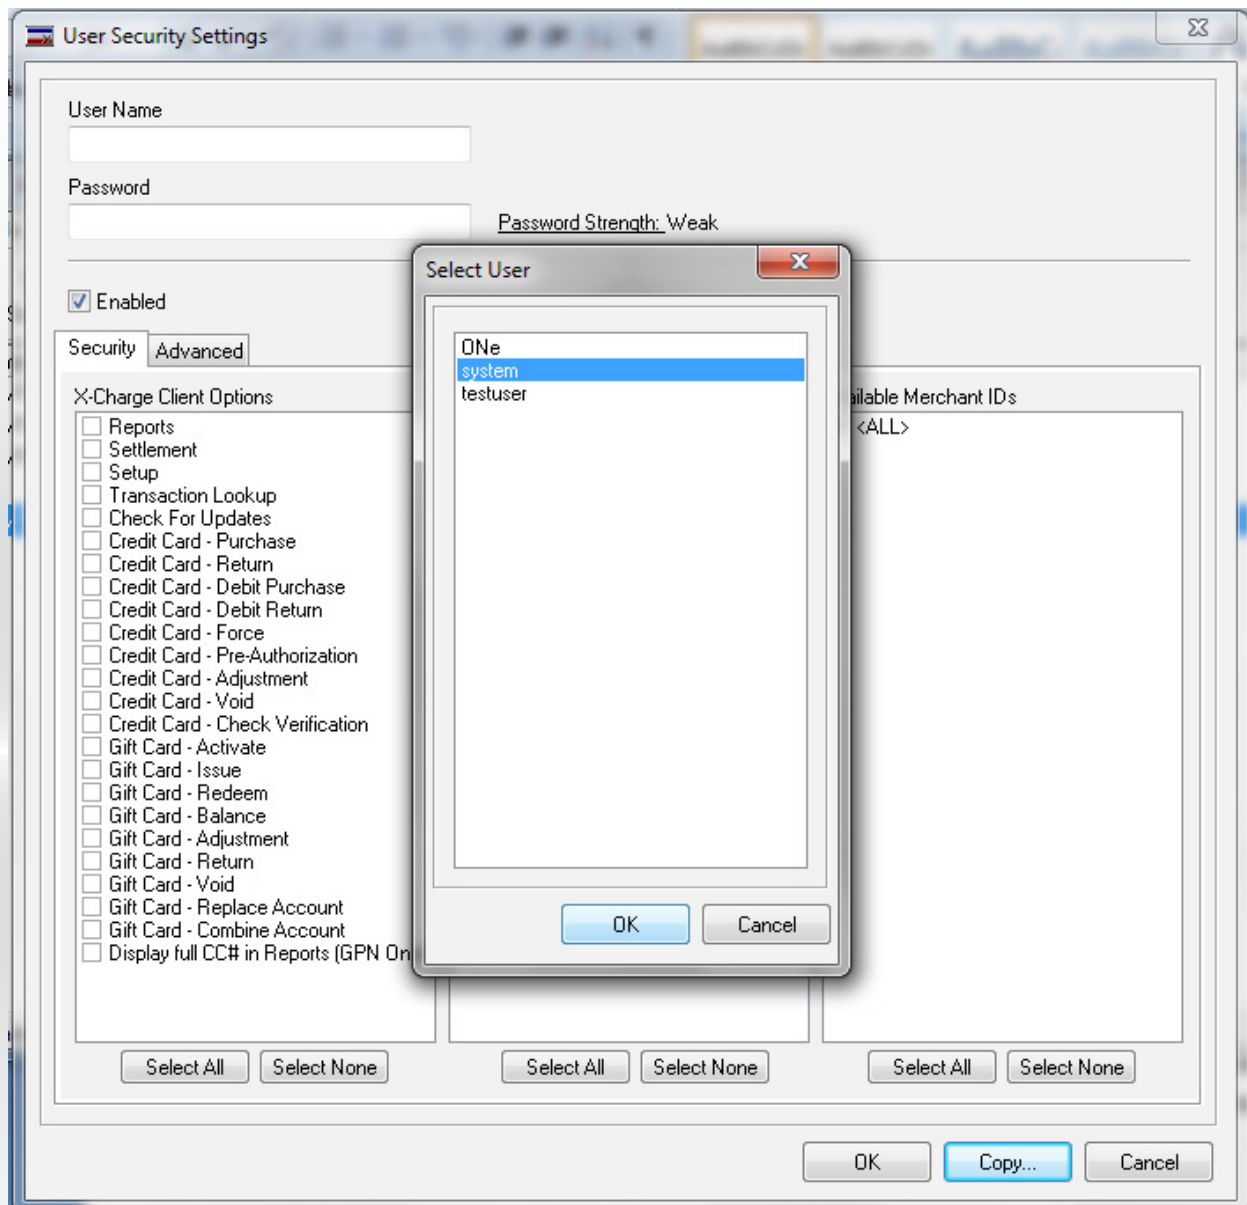 User Security Settings
User Name
Password
Password Strength: Weak
Enabled
Security
Advanced
X-Charge Client Options
Reports
Settlement
Setup
Transaction Lookup
Check For Updates
Credit Card - Purchase
Credit Card - Return
Credit Card - Debit Purchase
Credit Card - Debit Return
Credit Card - Force
Credit Card - Pre-Authorization
Credit Card - Adjustment
Credit Card - Void
Credit Card - Check Verification
Gift Card - Activate
Gift Card - Issue
Gift Card - Redeem
Gift Card - Balance
Gift Card - Adjustment
Gift Card - Return
Gift Card - Void
Gift Card - Replace Account
Gift Card - Combine Account
Display full CC# in Reports (GPN On
Select All
Select None
Select User
ONe
system
testuser
OK
Cancel
Select All
Select None
ailable Merchant IDs
<ALL>
Select All
Select None
OK
Copy...
Cancel